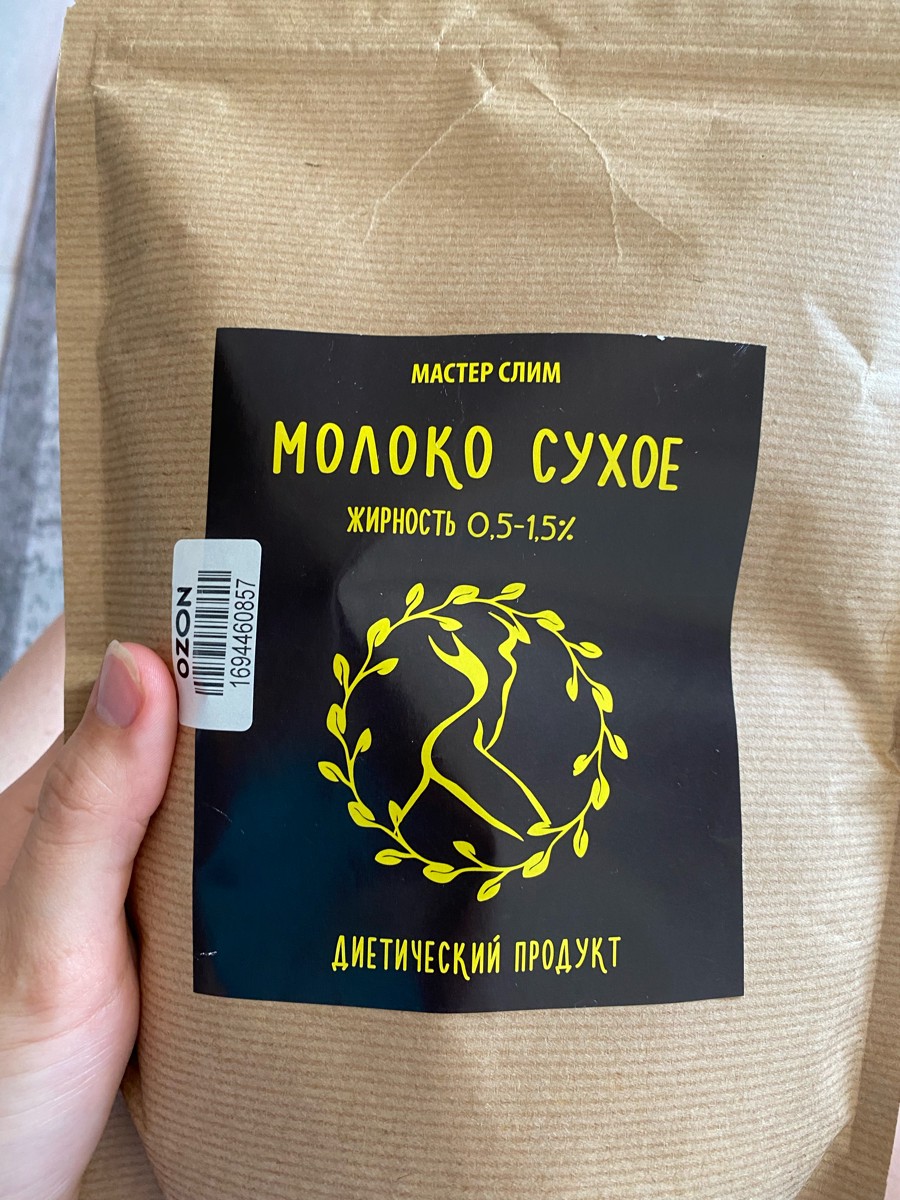 МАСТЕР СЛИМ
МОЛОКО СУХОЕ
ЖИРНОСТЬ 0,5-1,5%
OZON
1694460857
ДИЕТИЧЕСКИЙ ПРОДУКТ